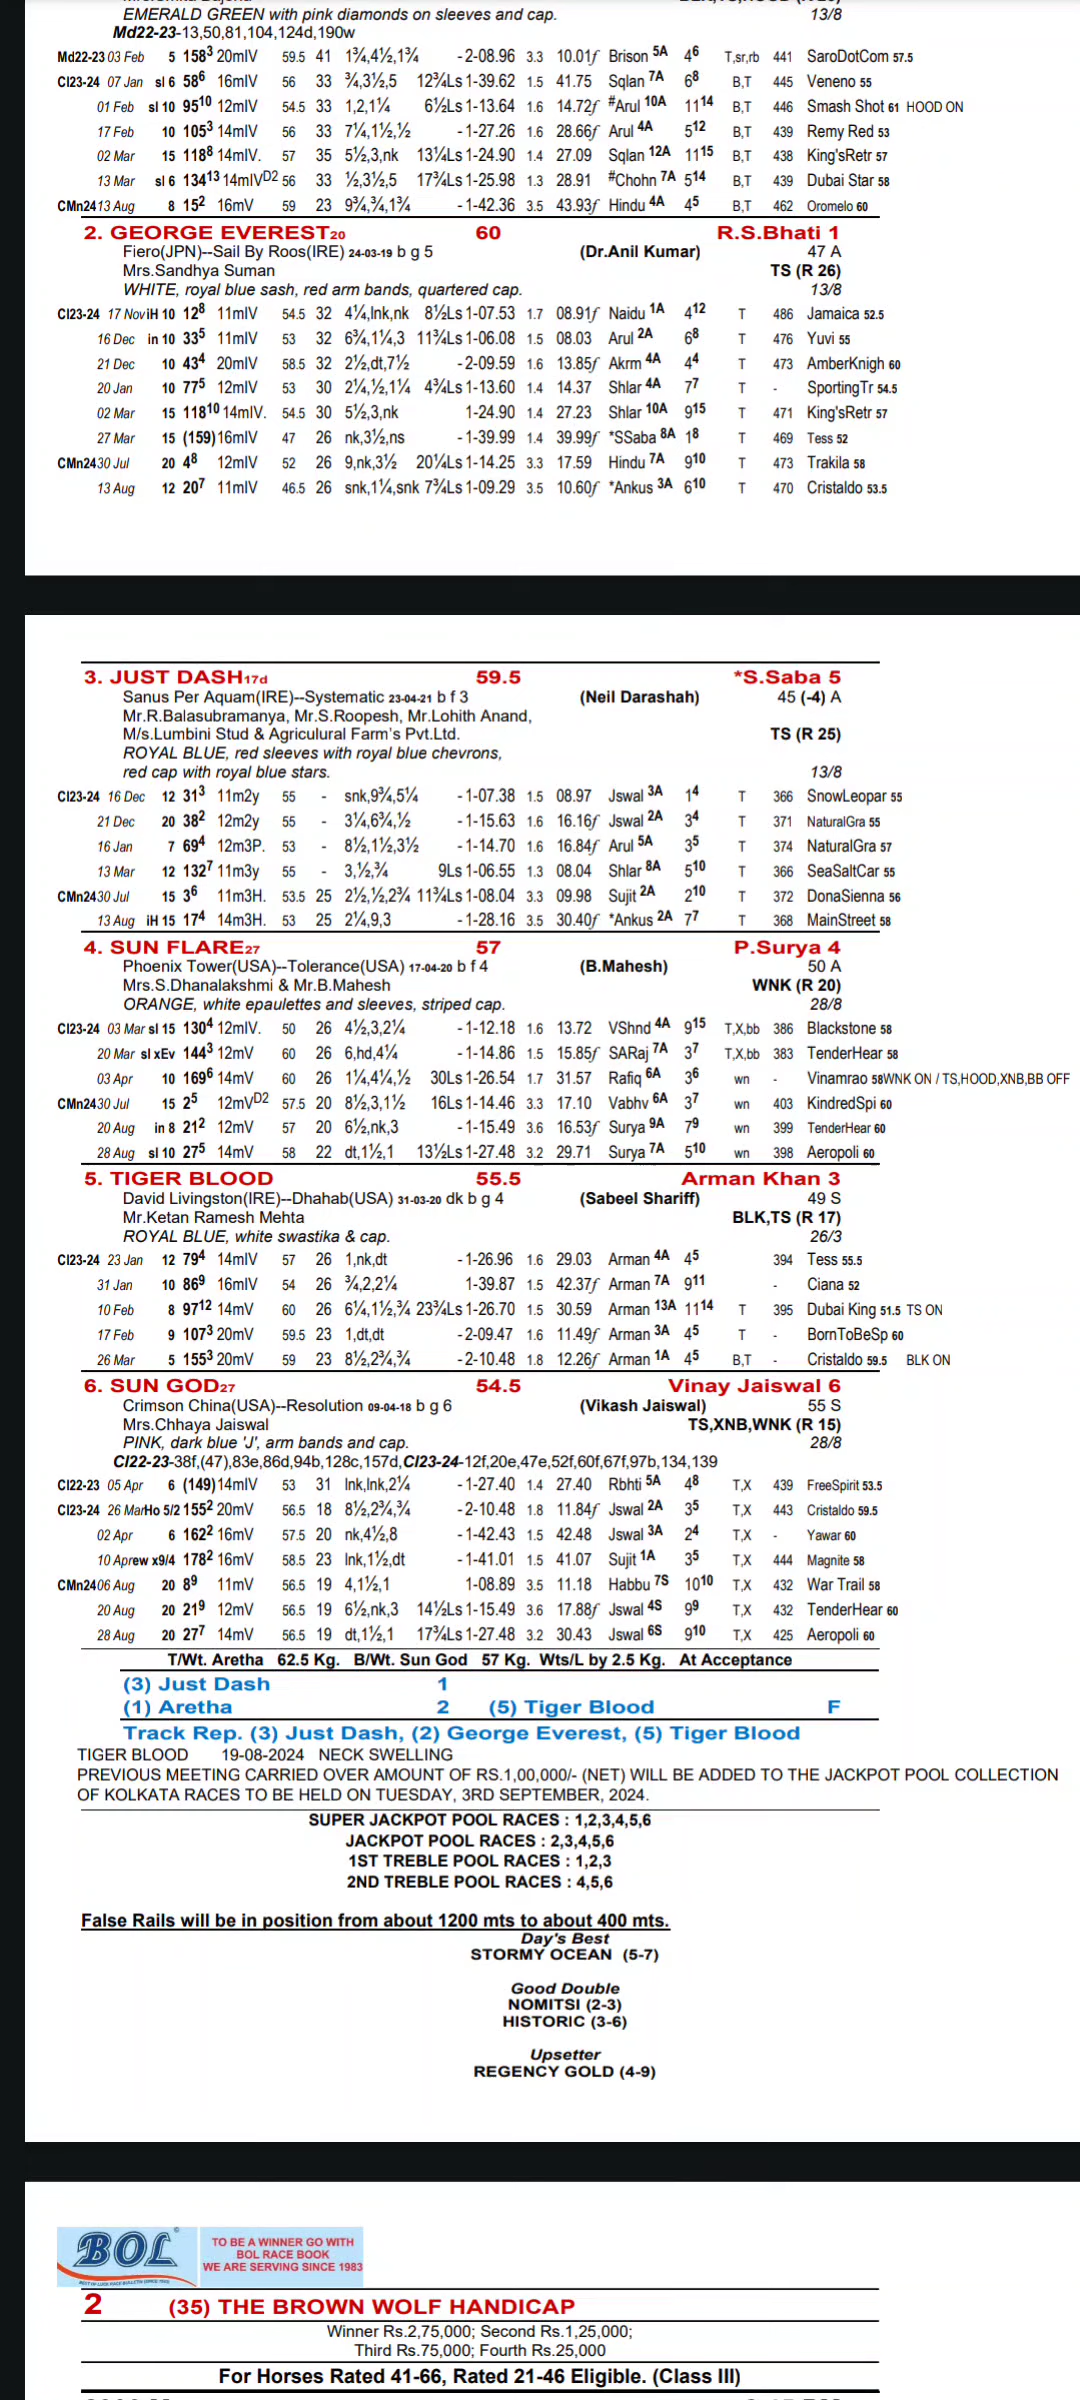 EMERALD GREEN with pink diamonds on sleeves and cap. 13/8
Md22-23-13,50,81,104,124d,190w
Md22-23 03 Feb 5 158³ 20mIV 59.5 41 1¾,4½,1¾ - 2-08.96 3.3 10.01f Brison 5A 4⁶ T,sr,rb 441 SaroDotCom 57.5
Cl23-24 07 Jan sl 6 58⁶ 16mIV 56 33 ¾,3½,5 12¾Ls 1-39.62 1.5 41.75 Sqlan 7A 6⁸ B,T 445 Veneno 55
01 Feb sl 10 95¹⁰ 12mIV 54.5 33 1,2,1¼ 6½Ls 1-13.64 1.6 14.72f #Arul 10A 11¹⁴ B,T 446 Smash Shot 61 HOOD ON
17 Feb 10 105³ 14mIV 56 33 7¼,1½,½ - 1-27.26 1.6 28.66f Arul 4A 5¹² B,T 439 Remy Red 53
02 Mar 15 118⁸ 14mIV. 57 35 5½,3,nk 13¼Ls 1-24.90 1.4 27.09 Sqlan 12A 11¹⁵ B,T 438 King'sRetr 57
13 Mar sl 6 134¹³ 14mIVD2 56 33 ½,3½,5 17¾Ls 1-25.98 1.3 28.91 #Chohn 7A 5¹⁴ B,T 439 Dubai Star 58
CMn24 13 Aug 8 15² 16mV 59 23 9¾,¾,1¾ - 1-42.36 3.5 43.93f Hindu 4A 4⁵ B,T 462 Oromelo 60
2. GEORGE EVEREST20 60 R.S.Bhati 1
Fiero(JPN)--Sail By Roos(IRE) 24-03-19 b g 5 (Dr.Anil Kumar) 47 A
Mrs.Sandhya Suman TS (R 26)
WHITE, royal blue sash, red arm bands, quartered cap. 13/8
Cl23-24 17 Nov iH 10 12⁸ 11mIV 54.5 32 4¼,lnk,nk 8½Ls 1-07.53 1.7 08.91f Naidu 1A 4¹² T 486 Jamaica 52.5
16 Dec in 10 33⁵ 11mIV 53 32 6¾,1¼,3 11¾Ls 1-06.08 1.5 08.03 Arul 2A 6⁸ T 476 Yuvi 55
21 Dec 10 43⁴ 20mIV 58.5 32 2½,dt,7½ - 2-09.59 1.6 13.85f Akrm 4A 4⁴ T 473 AmberKnigh 60
20 Jan 10 77⁵ 12mIV 53 30 2¼,½,1¼ 4¾Ls 1-13.60 1.4 14.37 Shlar 4A 7⁷ T - SportingTr 54.5
02 Mar 15 118¹⁰ 14mIV. 54.5 30 5½,3,nk 1-24.90 1.4 27.23 Shlar 10A 9¹⁵ T 471 King'sRetr 57
27 Mar 15 (159) 16mIV 47 26 nk,3½,ns - 1-39.99 1.4 39.99f *SSaba 8A 1⁸ T 469 Tess 52
CMn24 30 Jul 20 4⁸ 12mIV 52 26 9,nk,3½ 20¼Ls 1-14.25 3.3 17.59 Hindu 7A 9¹⁰ T 473 Trakila 58
13 Aug 12 20⁷ 11mIV 46.5 26 snk,1¼,snk 7¾Ls 1-09.29 3.5 10.60f *Ankus 3A 6¹⁰ T 470 Cristaldo 53.5
3. JUST DASH17d 59.5 *S.Saba 5
Sanus Per Aquam(IRE)--Systematic 23-04-21 b f 3 (Neil Darashah) 45 (-4) A
Mr.R.Balasubramanya, Mr.S.Roopesh, Mr.Lohith Anand,
M/s.Lumbini Stud & Agriculural Farm's Pvt.Ltd. TS (R 25)
ROYAL BLUE, red sleeves with royal blue chevrons,
red cap with royal blue stars. 13/8
Cl23-24 16 Dec 12 31³ 11m2y 55 - snk,9¾,5¼ - 1-07.38 1.5 08.97 Jswal 3A 1⁴ T 366 SnowLeopar 55
21 Dec 20 38² 12m2y 55 - 3¼,6¾,½ - 1-15.63 1.6 16.16f Jswal 2A 3⁴ T 371 NaturalGra 55
16 Jan 7 69⁴ 12m3P. 53 - 8½,1½,3½ - 1-14.70 1.6 16.84f Arul 5A 3⁵ T 374 NaturalGra 57
13 Mar 12 132⁷ 11m3y 55 - 3,½,¾ 9Ls 1-06.55 1.3 08.04 Shlar 8A 5¹⁰ T 366 SeaSaltCar 55
CMn24 30 Jul 15 3⁶ 11m3H. 53.5 25 2½,½,2¾ 11¾Ls 1-08.04 3.3 09.98 Sujit 2A 2¹⁰ T 372 DonaSienna 56
13 Aug iH 15 17⁴ 14m3H. 53 25 2¼,9,3 - 1-28.16 3.5 30.40f *Ankus 2A 7⁷ T 368 MainStreet 58
4. SUN FLARE27 57 P.Surya 4
Phoenix Tower(USA)--Tolerance(USA) 17-04-20 b f 4 (B.Mahesh) 50 A
Mrs.S.Dhanalakshmi & Mr.B.Mahesh WNK (R 20)
ORANGE, white epaulettes and sleeves, striped cap. 28/8
Cl23-24 03 Mar sl 15 130⁴ 12mIV. 50 26 4½,3,2¼ - 1-12.18 1.6 13.72 VShnd 4A 9¹⁵ T,X,bb 386 Blackstone 58
20 Mar sl xEv 144³ 12mV 60 26 6,hd,4¼ - 1-14.86 1.5 15.85f SARaj 7A 3⁷ T,X,bb 383 TenderHear 58
03 Apr 10 169⁶ 14mV 60 26 1¼,4¼,½ 30Ls 1-26.54 1.7 31.57 Rafiq 6A 3⁶ wn - Vinamrao 58WNK ON / TS,HOOD,XNB,BB OFF
CMn24 30 Jul 15 2⁵ 12mVD2 57.5 20 8½,3,1½ 16Ls 1-14.46 3.3 17.10 Vabhv 6A 3⁷ wn 403 KindredSpi 60
20 Aug in 8 21² 12mV 57 20 6½,nk,3 - 1-15.49 3.6 16.53f Surya 9A 7⁹ wn 399 TenderHear 60
28 Aug sl 10 27⁵ 14mV 58 22 dt,1½,1 13½Ls 1-27.48 3.2 29.71 Surya 7A 5¹⁰ wn 398 Aeropoli 60
5. TIGER BLOOD 55.5 Arman Khan 3
David Livingston(IRE)--Dhahab(USA) 31-03-20 dk b g 4 (Sabeel Shariff) 49 S
Mr.Ketan Ramesh Mehta BLK,TS (R 17)
ROYAL BLUE, white swastika & cap. 26/3
Cl23-24 23 Jan 12 79⁴ 14mIV 57 26 1,nk,dt - 1-26.96 1.6 29.03 Arman 4A 4⁵ 394 Tess 55.5
31 Jan 10 86⁹ 16mIV 54 26 ¾,2,2¼ 1-39.87 1.5 42.37f Arman 7A 9¹¹ - Ciana 52
10 Feb 8 97¹² 14mV 60 26 6¼,1½,¾ 23¾Ls 1-26.70 1.5 30.59 Arman 13A 11¹⁴ T 395 Dubai King 51.5 TS ON
17 Feb 9 107³ 20mV 59.5 23 1,dt,dt - 2-09.47 1.6 11.49f Arman 3A 4⁵ T - BornToBeSp 60
26 Mar 5 155³ 20mV 59 23 8½,2¾,¾ - 2-10.48 1.8 12.26f Arman 1A 4⁵ B,T - Cristaldo 59.5 BLK ON
6. SUN GOD27 54.5 Vinay Jaiswal 6
Crimson China(USA)--Resolution 09-04-18 b g 6 (Vikash Jaiswal) 55 S
Mrs.Chhaya Jaiswal TS,XNB,WNK (R 15)
PINK, dark blue 'J', arm bands and cap. 28/8
Cl22-23-38f,(47),83e,86d,94b,128c,157d,Cl23-24-12f,20e,47e,52f,60f,67f,97b,134,139
Cl22-23 05 Apr 6 (149) 14mIV 53 31 lnk,lnk,2¼ - 1-27.40 1.4 27.40 Rbhti 5A 4⁸ T,X 439 FreeSpirit 53.5
Cl23-24 26 Mar Ho 5/2 155² 20mV 56.5 18 8½,2¾,¾ - 2-10.48 1.8 11.84f Jswal 2A 3⁵ T,X 443 Cristaldo 59.5
02 Apr 6 162² 16mV 57.5 20 nk,4½,8 - 1-42.43 1.5 42.48 Jswal 3A 2⁴ T,X - Yawar 60
10 Apr ew x9/4 178² 16mV 58.5 23 lnk,1½,dt - 1-41.01 1.5 41.07 Sujit 1A 3⁵ T,X 444 Magnite 58
CMn24 06 Aug 20 8⁹ 11mV 56.5 19 4,1½,1 1-08.89 3.5 11.18 Habbu 7S 10¹⁰ T,X 432 War Trail 58
20 Aug 20 21⁹ 12mV 56.5 19 6½,nk,3 14½Ls 1-15.49 3.6 17.88f Jswal 4S 9⁹ T,X 432 TenderHear 60
28 Aug 20 27⁷ 14mV 56.5 19 dt,1½,1 17¾Ls 1-27.48 3.2 30.43 Jswal 6S 9¹⁰ T,X 425 Aeropoli 60
T/Wt. Aretha 62.5 Kg. B/Wt. Sun God 57 Kg. Wts/L by 2.5 Kg. At Acceptance
(3) Just Dash 1
(1) Aretha 2 (5) Tiger Blood F
Track Rep. (3) Just Dash, (2) George Everest, (5) Tiger Blood
TIGER BLOOD 19-08-2024 NECK SWELLING
PREVIOUS MEETING CARRIED OVER AMOUNT OF RS.1,00,000/- (NET) WILL BE ADDED TO THE JACKPOT POOL COLLECTION
OF KOLKATA RACES TO BE HELD ON TUESDAY, 3RD SEPTEMBER, 2024.
SUPER JACKPOT POOL RACES : 1,2,3,4,5,6
JACKPOT POOL RACES : 2,3,4,5,6
1ST TREBLE POOL RACES : 1,2,3
2ND TREBLE POOL RACES : 4,5,6
False Rails will be in position from about 1200 mts to about 400 mts.
Day's Best
STORMY OCEAN (5-7)
Good Double
NOMITSI (2-3)
HISTORIC (3-6)
Upsetter
REGENCY GOLD (4-9)
BOL
TO BE A WINNER GO WITH
BOL RACE BOOK
WE ARE SERVING SINCE 1983
2 (35) THE BROWN WOLF HANDICAP
Winner Rs.2,75,000; Second Rs.1,25,000;
Third Rs.75,000; Fourth Rs.25,000
For Horses Rated 41-66, Rated 21-46 Eligible. (Class III)